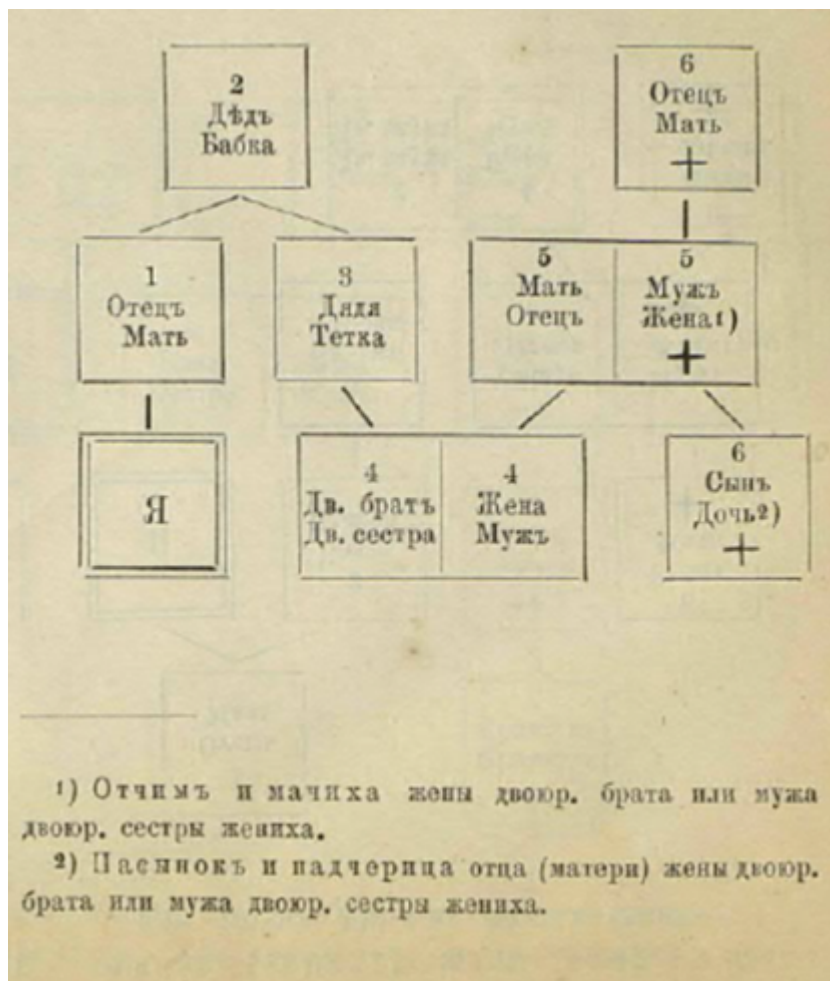 2
Дѣдъ
Бабка
6
Отецъ
Мать
+
1
Отецъ
Мать
3
Дядя
Тетка
5
Мать
Отецъ
5
Мужъ
Жена1)
+
Я
4
Дв. братъ
Дв. сестра
4
Жена
Мужъ
6
Сынъ
Дочь2)
+
1) Отчимъ и мачиха жены двоюр. брата или мужа
двоюр. сестры жениха.
2) Пасынокъ и падчерица отца (матери) жены двоюр.
брата или мужа двоюр. сестры жениха.